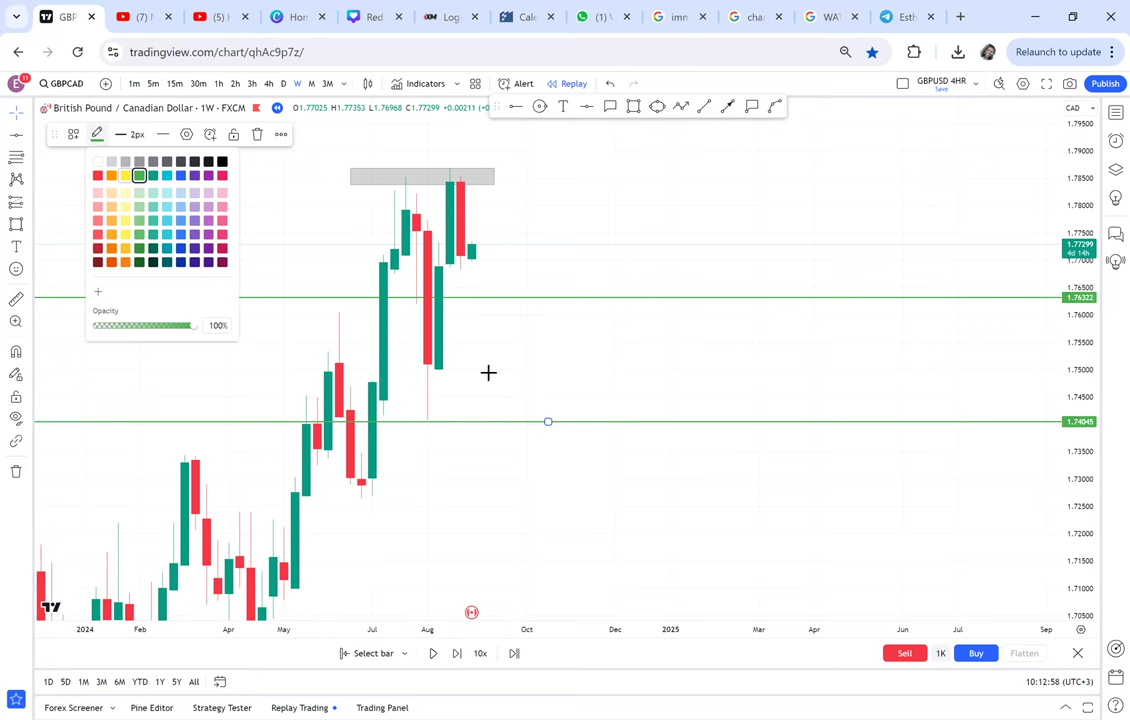 GBP
(7) 
(5) 
Hon
Red
Log
Cale
(1) 
imn
cha
WAT
Esth
tradingview.com/chart/qhAc9p7z/
Relaunch to update
E
11
GBPCAD
1m 5m 15m 30m 1h 2h 3h 4h D W M 3M
Indicators
Alert
Replay
GBPUSD 4HR
Save
Publish
British Pound / Canadian Dollar · 1W · FXCM
O1.77025 H1.77353 L1.76968 C1.77299 +0.00211
CAD
2px
Opacity
100%
1.79500
1.79000
1.78500
1.78000
1.77500
1.77299
4d 14h
1.77000
1.76500
1.76322
1.76000
1.75500
1.75000
1.74500
1.74045
1.73500
1.73000
1.72500
1.72000
1.71500
1.71000
1.70500
2024 Feb Apr May Jul Aug Oct Dec 2025 Mar Apr Jun Jul Sep
Select bar
10x
Sell
1K
Buy
Flatten
1D 5D 1M 3M 6M YTD 1Y 5Y All
10:12:58 (UTC+3)
Forex Screener
Pine Editor
Strategy Tester
Replay Trading
Trading Panel